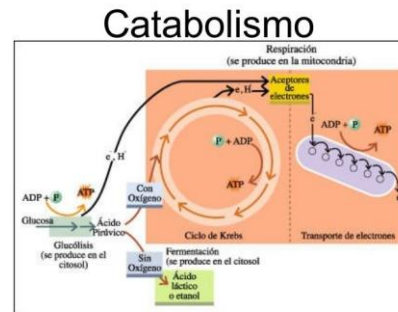 Catabolismo
Respiración
(se produce en la mitocondria)
Aceptores
de
electrones
e, H
e
ADP + P
ATP
P + ADP
ATP
e, H
ADP + P
ATP
Glucosa
Ácido
Pirúvico
Con
Oxígeno
Glucólisis
(se produce en el
citosol)
Ciclo de Krebs
Transporte de electrones
Sin
Oxígeno
Fermentación
(se produce en el citosol
Ácido
láctico
o etanol